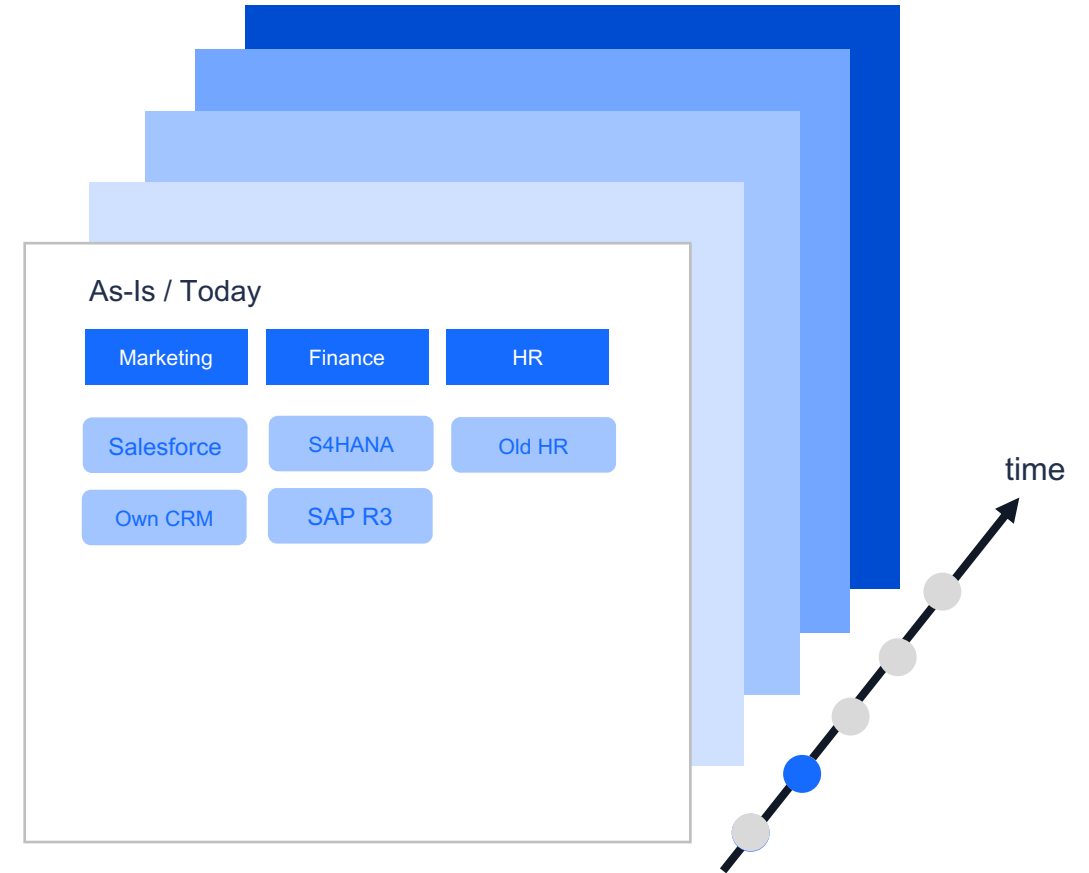 As-Is / Today
Marketing
Finance
HR
Salesforce
S4HANA
Old HR
Own CRM
SAP R3
time